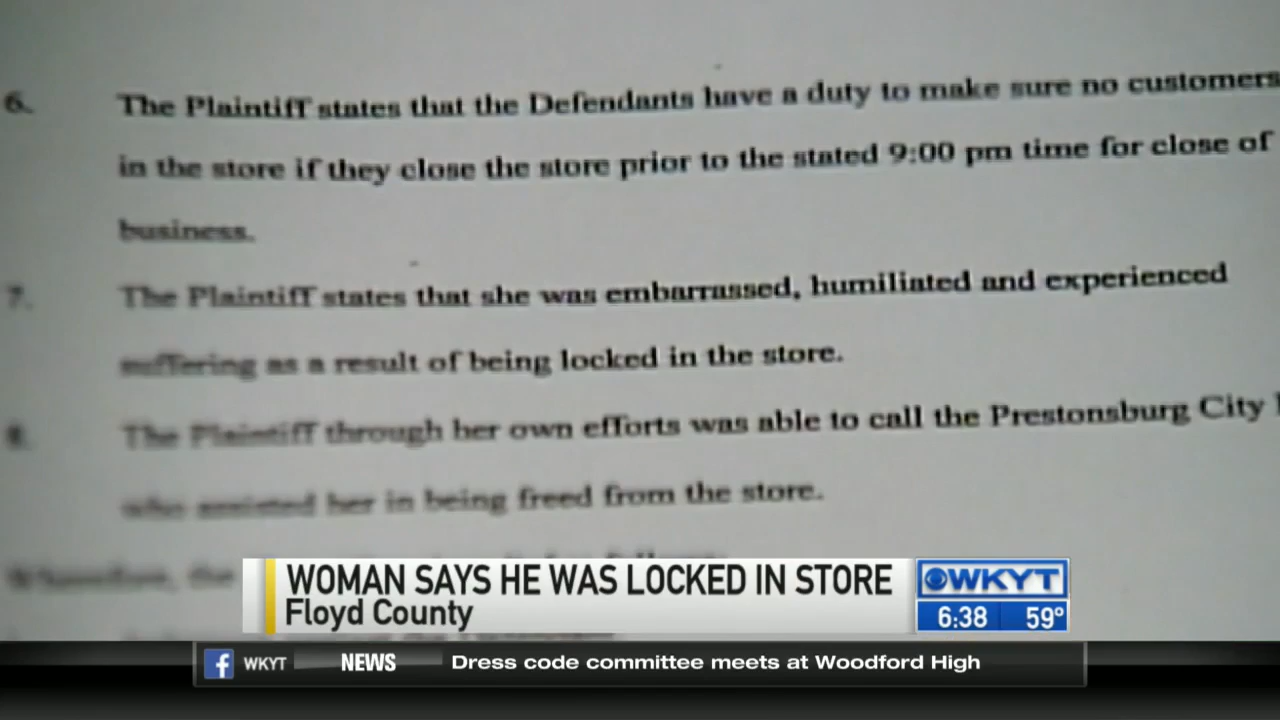 6. The Plaintiff states that the Defendants have a duty to make sure no customers
in the store if they close the store prior to the stated 9:00 pm time for close of
business.
7. The Plaintiff states that she was embarrassed, humiliated and experienced
suffering as a result of being locked in the store.
8. The Plaintiff through her own efforts was able to call the Prestonsburg City
who assisted her in being freed from the store.
Wherefore, the
WOMAN SAYS HE WAS LOCKED IN STORE
Floyd County
WKYT
6:38 59°
WKYT NEWS Dress code committee meets at Woodford High